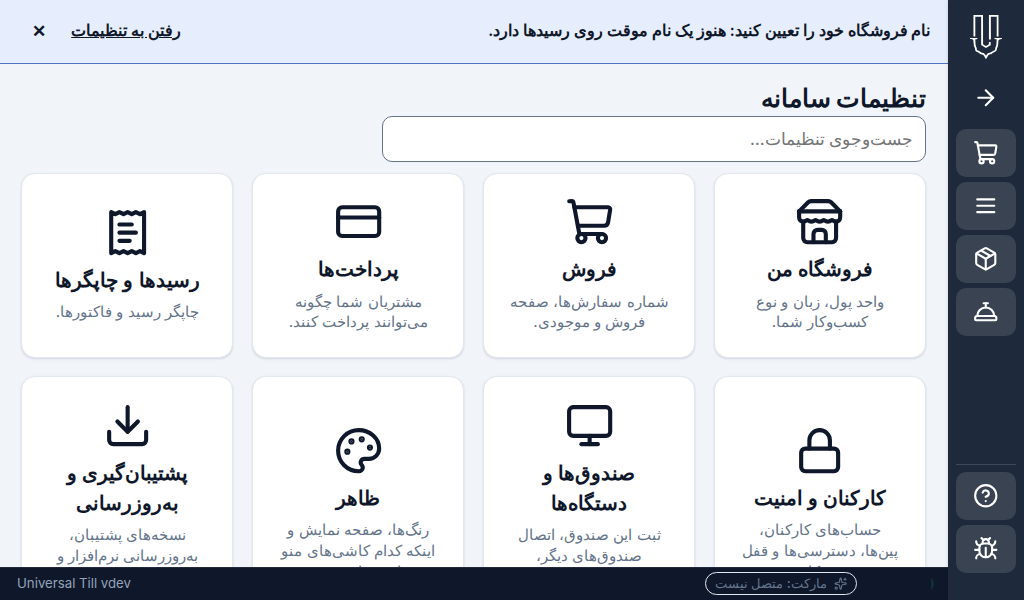 نام فروشگاه خود را تعیین کنید: هنوز یک نام موقت روی رسیدها دارد.
رفتن به تنظیمات
تنظیمات سامانه
جست‌وجوی تنظیمات...
فروشگاه من
واحد پول، زبان و نوع
کسب‌وکار شما.
فروش
شماره سفارش‌ها، صفحه
فروش و موجودی.
پرداخت‌ها
مشتریان شما چگونه
می‌توانند پرداخت کنند.
رسیدها و چاپگرها
چاپگر رسید و فاکتورها.
کارکنان و امنیت
حساب‌های کارکنان،
پین‌ها، دسترسی‌ها و قفل
صندوق‌ها و
دستگاه‌ها
ثبت این صندوق، اتصال
صندوق‌های دیگر،
ظاهر
رنگ‌ها، صفحه نمایش و
اینکه کدام کاشی‌های منو
پشتیبان‌گیری و
به‌روزرسانی
نسخه‌های پشتیبان،
به‌روزرسانی نرم‌افزار و
مارکت: متصل نیست
Universal Till vdev